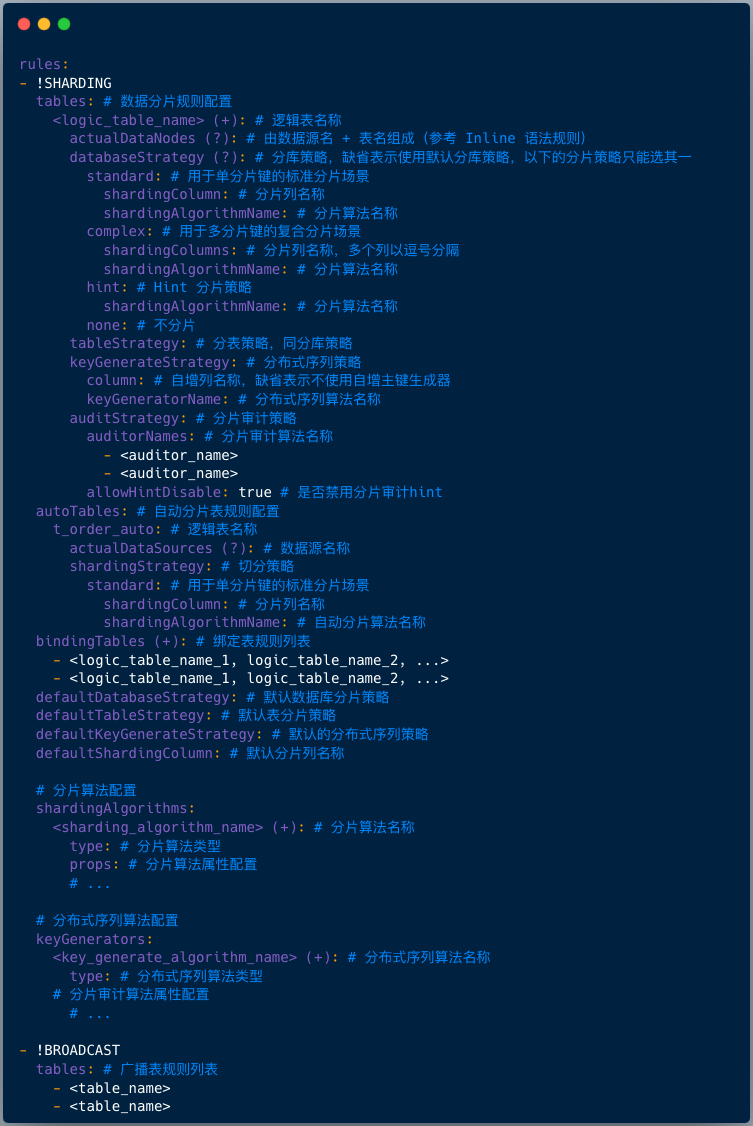 rules:
- !SHARDING
  tables: # 数据分片规则配置
    <logic_table_name> (+): # 逻辑表名称
      actualDataNodes (?): # 由数据源名 + 表名组成（参考 Inline 语法规则）
      databaseStrategy (?): # 分库策略，缺省表示使用默认分库策略，以下的分片策略只能选其一
        standard: # 用于单分片键的标准分片场景
          shardingColumn: # 分片列名称
          shardingAlgorithmName: # 分片算法名称
        complex: # 用于多分片键的复合分片场景
          shardingColumns: # 分片列名称，多个列以逗号分隔
          shardingAlgorithmName: # 分片算法名称
        hint: # Hint 分片策略
          shardingAlgorithmName: # 分片算法名称
        none: # 不分片
      tableStrategy: # 分表策略，同分库策略
      keyGenerateStrategy: # 分布式序列策略
        column: # 自增列名称，缺省表示不使用自增主键生成器
        keyGeneratorName: # 分布式序列算法名称
      auditStrategy: # 分片审计策略
        auditorNames: # 分片审计算法名称
          - <auditor_name>
          - <auditor_name>
        allowHintDisable: true # 是否禁用分片审计hint
  autoTables: # 自动分片表规则配置
    t_order_auto: # 逻辑表名称
      actualDataSources (?): # 数据源名称
      shardingStrategy: # 切分策略
        standard: # 用于单分片键的标准分片场景
          shardingColumn: # 分片列名称
          shardingAlgorithmName: # 自动分片算法名称
  bindingTables (+): # 绑定表规则列表
    - <logic_table_name_1, logic_table_name_2, ...>
    - <logic_table_name_1, logic_table_name_2, ...>
  defaultDatabaseStrategy: # 默认数据库分片策略
  defaultTableStrategy: # 默认表分片策略
  defaultKeyGenerateStrategy: # 默认的分布式序列策略
  defaultShardingColumn: # 默认分片列名称

  # 分片算法配置
  shardingAlgorithms:
    <sharding_algorithm_name> (+): # 分片算法名称
      type: # 分片算法类型
      props: # 分片算法属性配置
      # ...

  # 分布式序列算法配置
  keyGenerators:
    <key_generate_algorithm_name> (+): # 分布式序列算法名称
      type: # 分布式序列算法类型
    # 分片审计算法属性配置
      # ...

- !BROADCAST
  tables: # 广播表规则列表
    - <table_name>
    - <table_name>